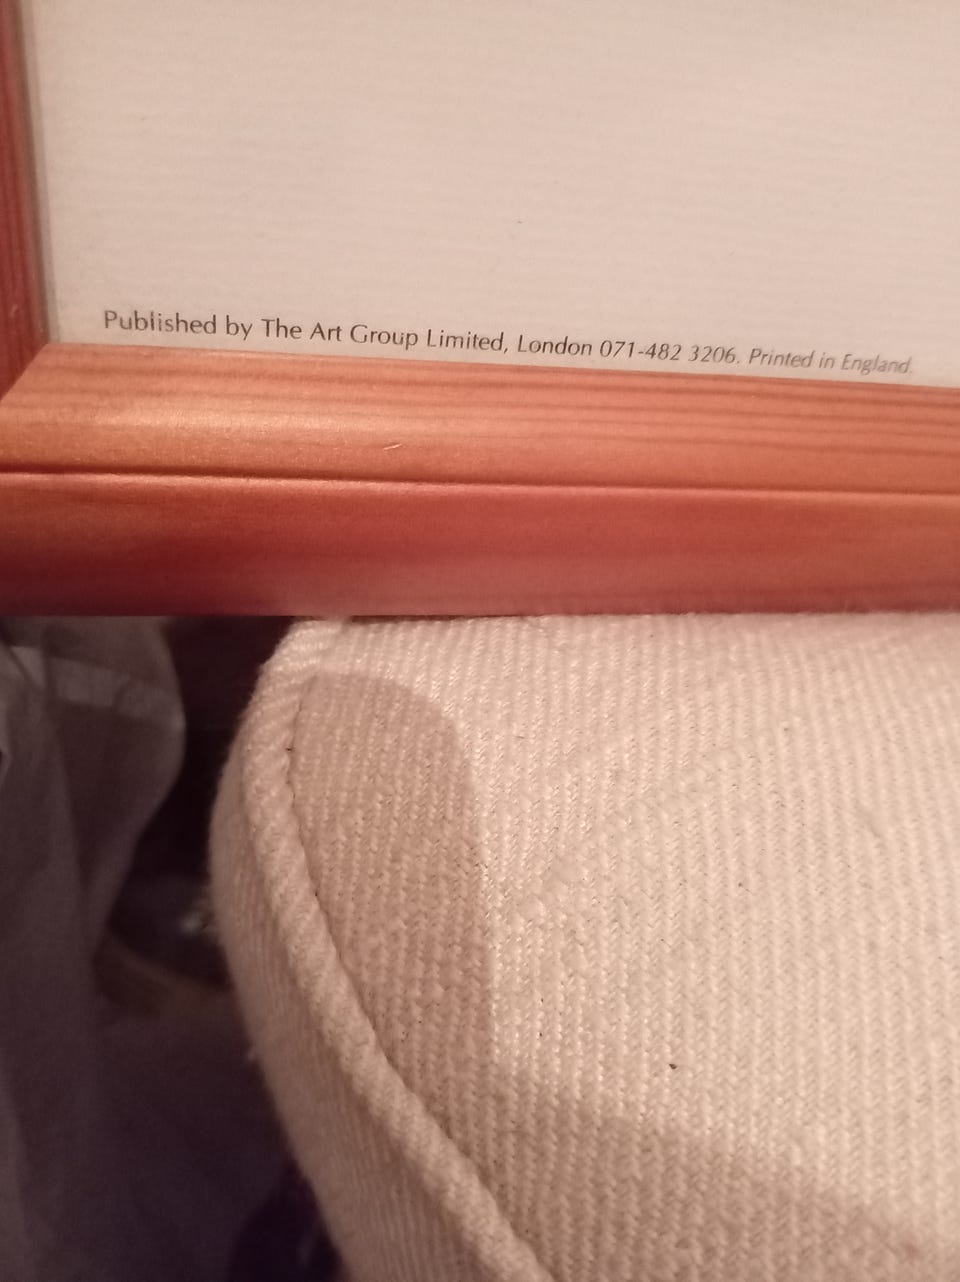 Published by The Art Group Limited, London 071-482 3206. Printed in England.